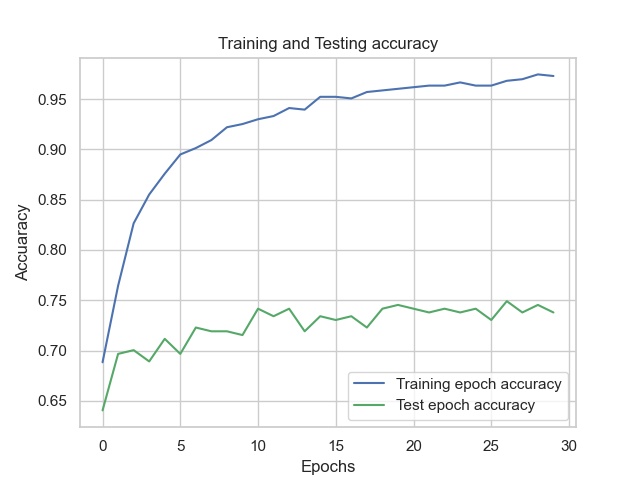 Training and Testing accuracy
Accuaracy
0.95
0.90
0.85
0.80
0.75
0.70
0.65
Training epoch accuracy
Test epoch accuracy
0 5 10 15 20 25 30
Epochs